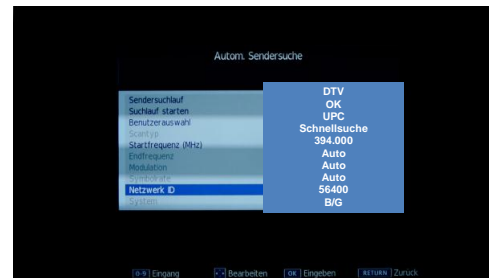 Autom. Sendersuche
Sendersuchlauf DTV
Suchlauf starten OK
Benutzerauswahl UPC
Scantyp Schnellsuche
Startfrequenz (MHz) 394.000
Endfrequenz Auto
Modulation Auto
Symbolrate Auto
Netzwerk ID 56400
System B/G
0-9 Eingang Bearbeiten OK Eingeben RETURN Zurück